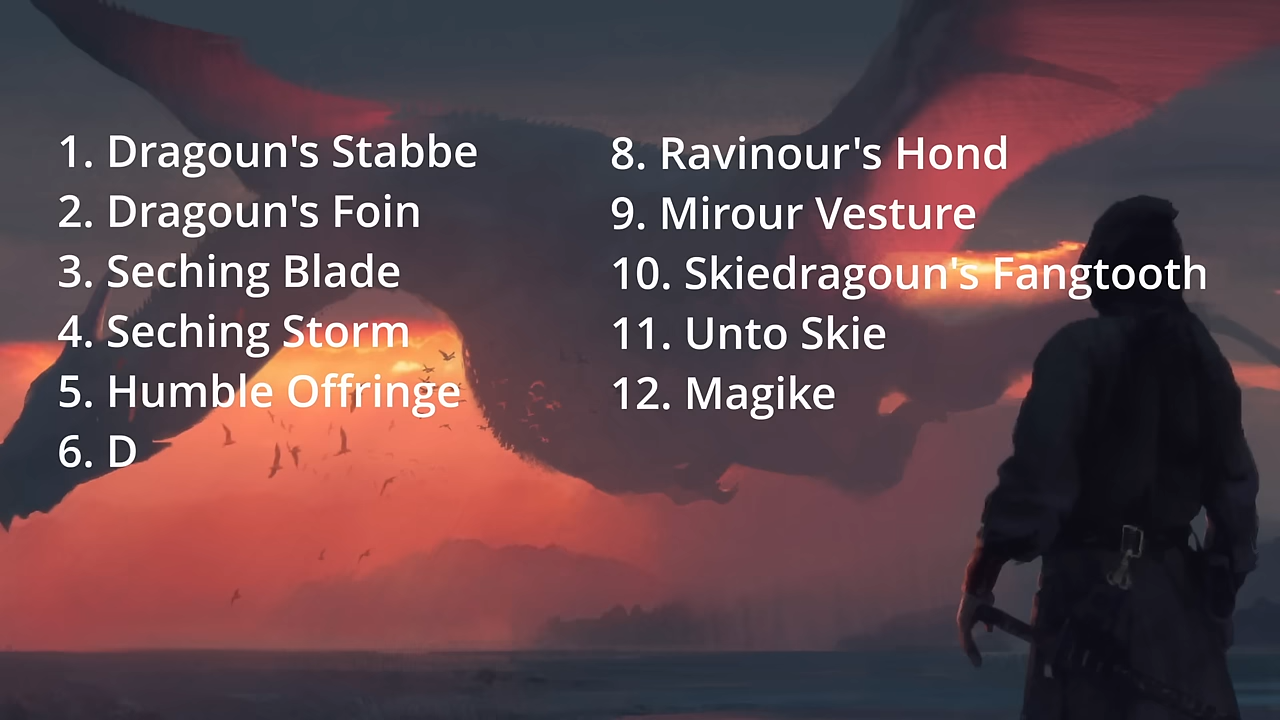 1. Dragoun's Stabbe
2. Dragoun's Foin
3. Seching Blade
4. Seching Storm
5. Humble Offringe
6. D
8. Ravinour's Hond
9. Mirour Vesture
10. Skiedragoun's Fangtooth
11. Unto Skie
12. Magike